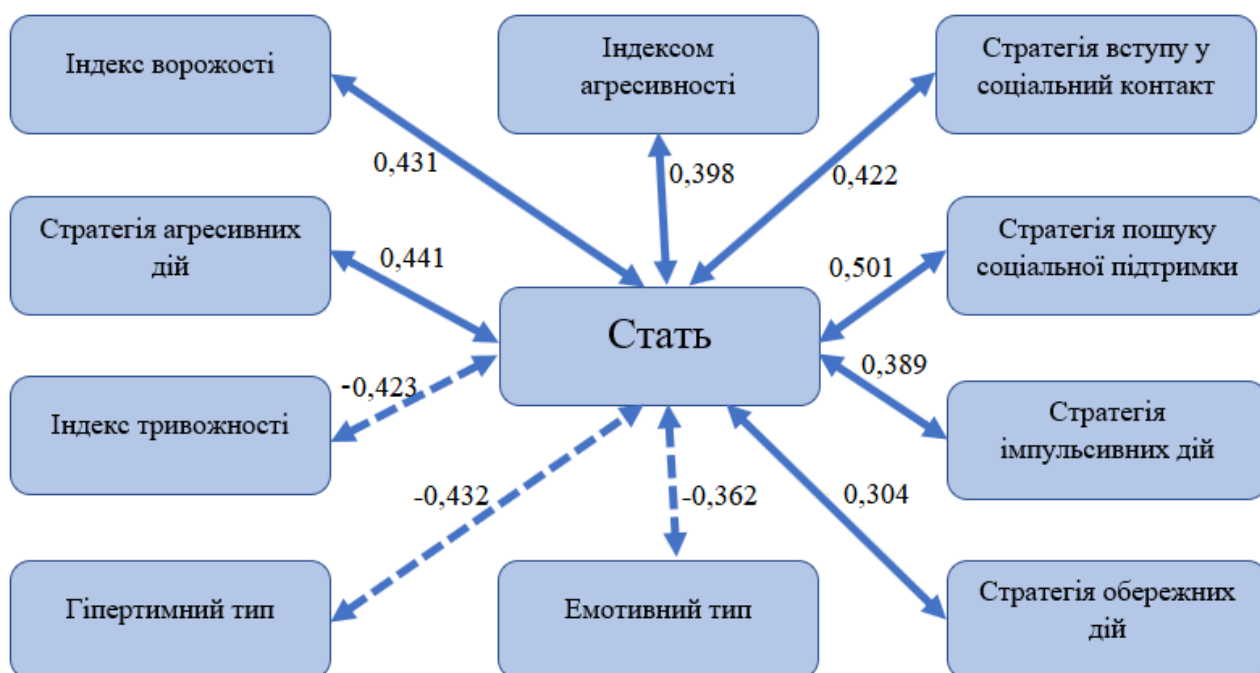 Індекс ворожості
Індексом
агресивності
Стратегія вступу у
соціальний контакт
0,431
0,398
0,422
Стратегія агресивних
дій
0,441
Стратегія пошуку
соціальної підтримки
0,501
Стать
0,389
-0,423
Індекс тривожності
Стратегія
імпульсивних дій
-0,432
-0,362
0,304
Гіпертимний тип
Емотивний тип
Стратегія обережних
дій